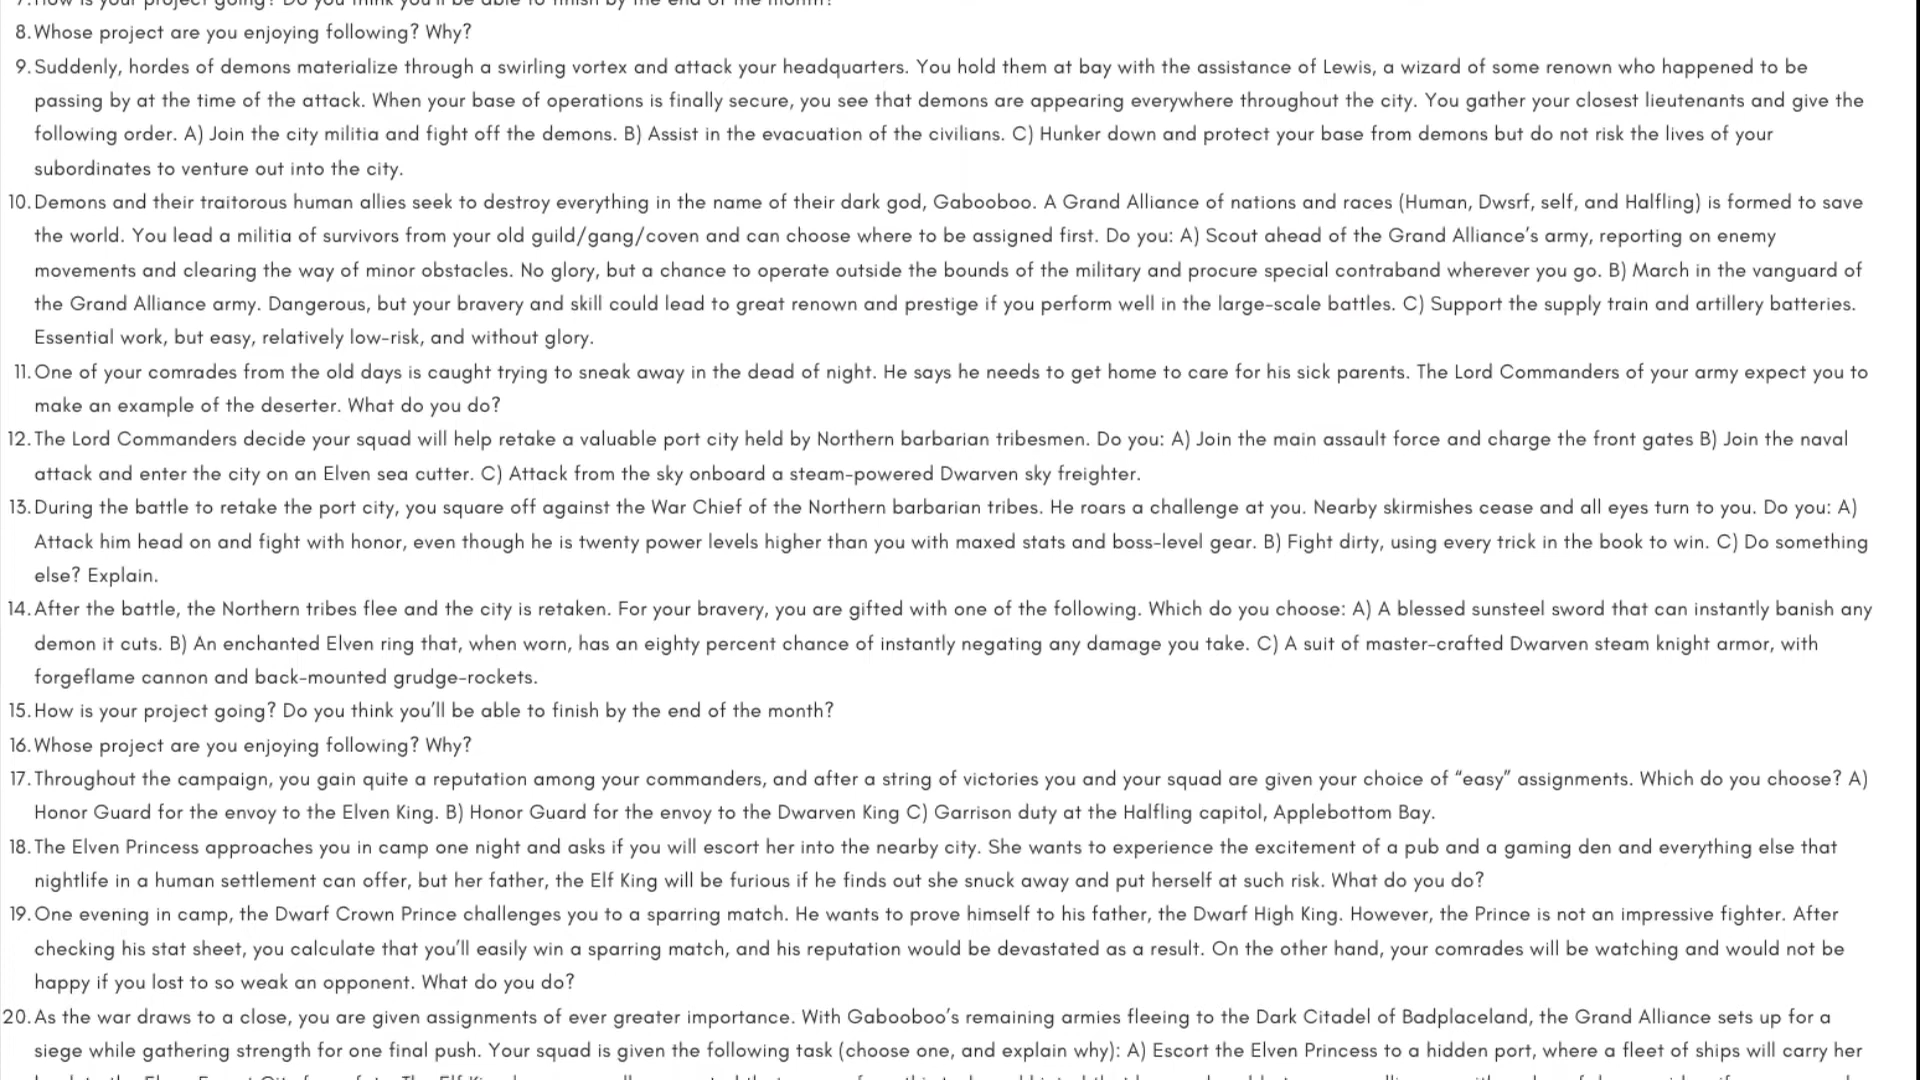 7. How is your project going? Do you think you'll be able to finish by the end of the month?
8. Whose project are you enjoying following? Why?
9. Suddenly, hordes of demons materialize through a swirling vortex and attack your headquarters. You hold them at bay with the assistance of Lewis, a wizard of some renown who happened to be
passing by at the time of the attack. When your base of operations is finally secure, you see that demons are appearing everywhere throughout the city. You gather your closest lieutenants and give the
following order. A) Join the city militia and fight off the demons. B) Assist in the evacuation of the civilians. C) Hunker down and protect your base from demons but do not risk the lives of your
subordinates to venture out into the city.
10. Demons and their traitorous human allies seek to destroy everything in the name of their dark god, Gabooboo. A Grand Alliance of nations and races (Human, Dwsrf, self, and Halfling) is formed to save
the world. You lead a militia of survivors from your old guild/gang/coven and can choose where to be assigned first. Do you: A) Scout ahead of the Grand Alliance's army, reporting on enemy
movements and clearing the way of minor obstacles. No glory, but a chance to operate outside the bounds of the military and procure special contraband wherever you go. B) March in the vanguard of
the Grand Alliance army. Dangerous, but your bravery and skill could lead to great renown and prestige if you perform well in the large-scale battles. C) Support the supply train and artillery batteries.
Essential work, but easy, relatively low-risk, and without glory.
11. One of your comrades from the old days is caught trying to sneak away in the dead of night. He says he needs to get home to care for his sick parents. The Lord Commanders of your army expect you to
make an example of the deserter. What do you do?
12. The Lord Commanders decide your squad will help retake a valuable port city held by Northern barbarian tribesmen. Do you: A) Join the main assault force and charge the front gates B) Join the naval
attack and enter the city on an Elven sea cutter. C) Attack from the sky onboard a steam-powered Dwarven sky freighter.
13. During the battle to retake the port city, you square off against the War Chief of the Northern barbarian tribes. He roars a challenge at you. Nearby skirmishes cease and all eyes turn to you. Do you: A)
Attack him head on and fight with honor, even though he is twenty power levels higher than you with maxed stats and boss-level gear. B) Fight dirty, using every trick in the book to win. C) Do something
else? Explain.
14. After the battle, the Northern tribes flee and the city is retaken. For your bravery, you are gifted with one of the following. Which do you choose: A) A blessed sunsteel sword that can instantly banish any
demon it cuts. B) An enchanted Elven ring that, when worn, has an eighty percent chance of instantly negating any damage you take. C) A suit of master-crafted Dwarven steam knight armor, with
forgeflame cannon and back-mounted grudge-rockets.
15. How is your project going? Do you think you'll be able to finish by the end of the month?
16. Whose project are you enjoying following? Why?
17. Throughout the campaign, you gain quite a reputation among your commanders, and after a string of victories you and your squad are given your choice of "easy" assignments. Which do you choose? A)
Honor Guard for the envoy to the Elven King. B) Honor Guard for the envoy to the Dwarven King C) Garrison duty at the Halfling capitol, Applebottom Bay.
18. The Elven Princess approaches you in camp one night and asks if you will escort her into the nearby city. She wants to experience the excitement of a pub and a gaming den and everything else that
nightlife in a human settlement can offer, but her father, the Elf King will be furious if he finds out she snuck away and put herself at such risk. What do you do?
19. One evening in camp, the Dwarf Crown Prince challenges you to a sparring match. He wants to prove himself to his father, the Dwarf High King. However, the Prince is not an impressive fighter. After
checking his stat sheet, you calculate that you'll easily win a sparring match, and his reputation would be devastated as a result. On the other hand, your comrades will be watching and would not be
happy if you lost to so weak an opponent. What do you do?
20. As the war draws to a close, you are given assignments of ever greater importance. With Gabooboo's remaining armies fleeing to the Dark Citadel of Badplaceland, the Grand Alliance sets up for a
siege while gathering strength for one final push. Your squad is given the following task (choose one, and explain why): A) Escort the Elven Princess to a hidden port, where a fleet of ships will carry her